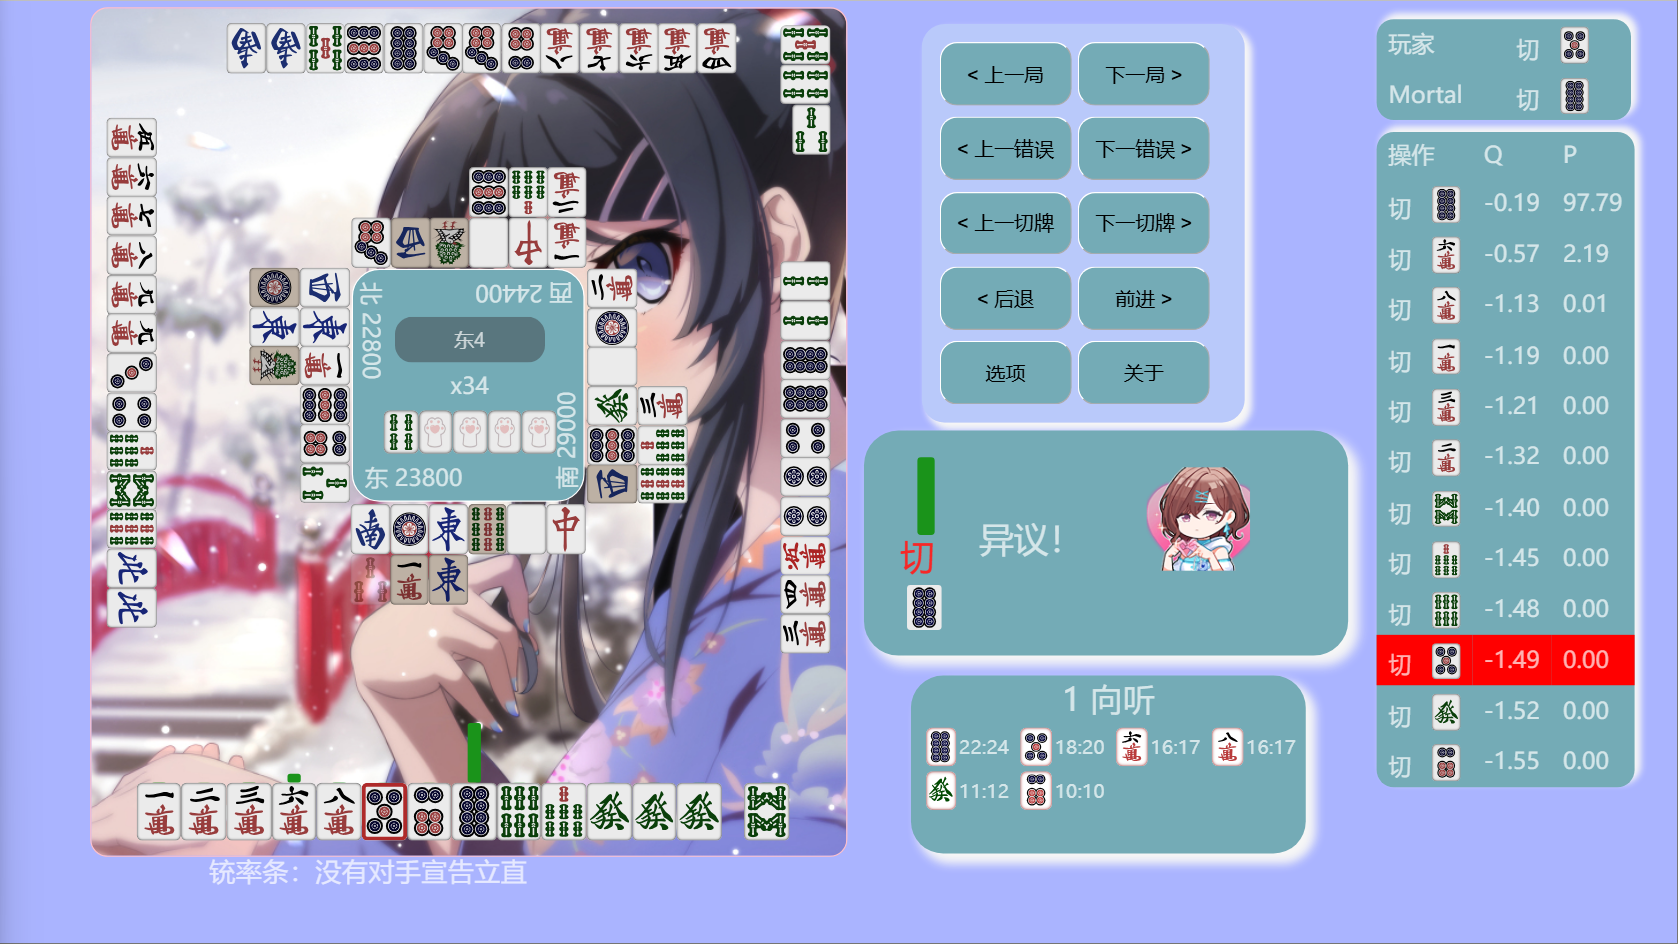 < 上一局
下一局 >
< 上一错误
下一错误 >
< 上一切牌
下一切牌 >
< 后退
前进 >
选项
关于
玩家 切
Mortal 切
操作 Q P
切 -0.19 97.79
切 -0.57 2.19
切 -1.13 0.01
切 -1.19 0.00
切 -1.21 0.00
切 -1.32 0.00
切 -1.40 0.00
切 -1.45 0.00
切 -1.48 0.00
切 -1.49 0.00
切 -1.52 0.00
切 -1.55 0.00
西 24400
北 22800
东4
x34
南 29000
东 23800
切
异议!
1 向听
22:24 18:20 16:17 16:17
11:12 10:10
铳率条：没有对手宣告立直